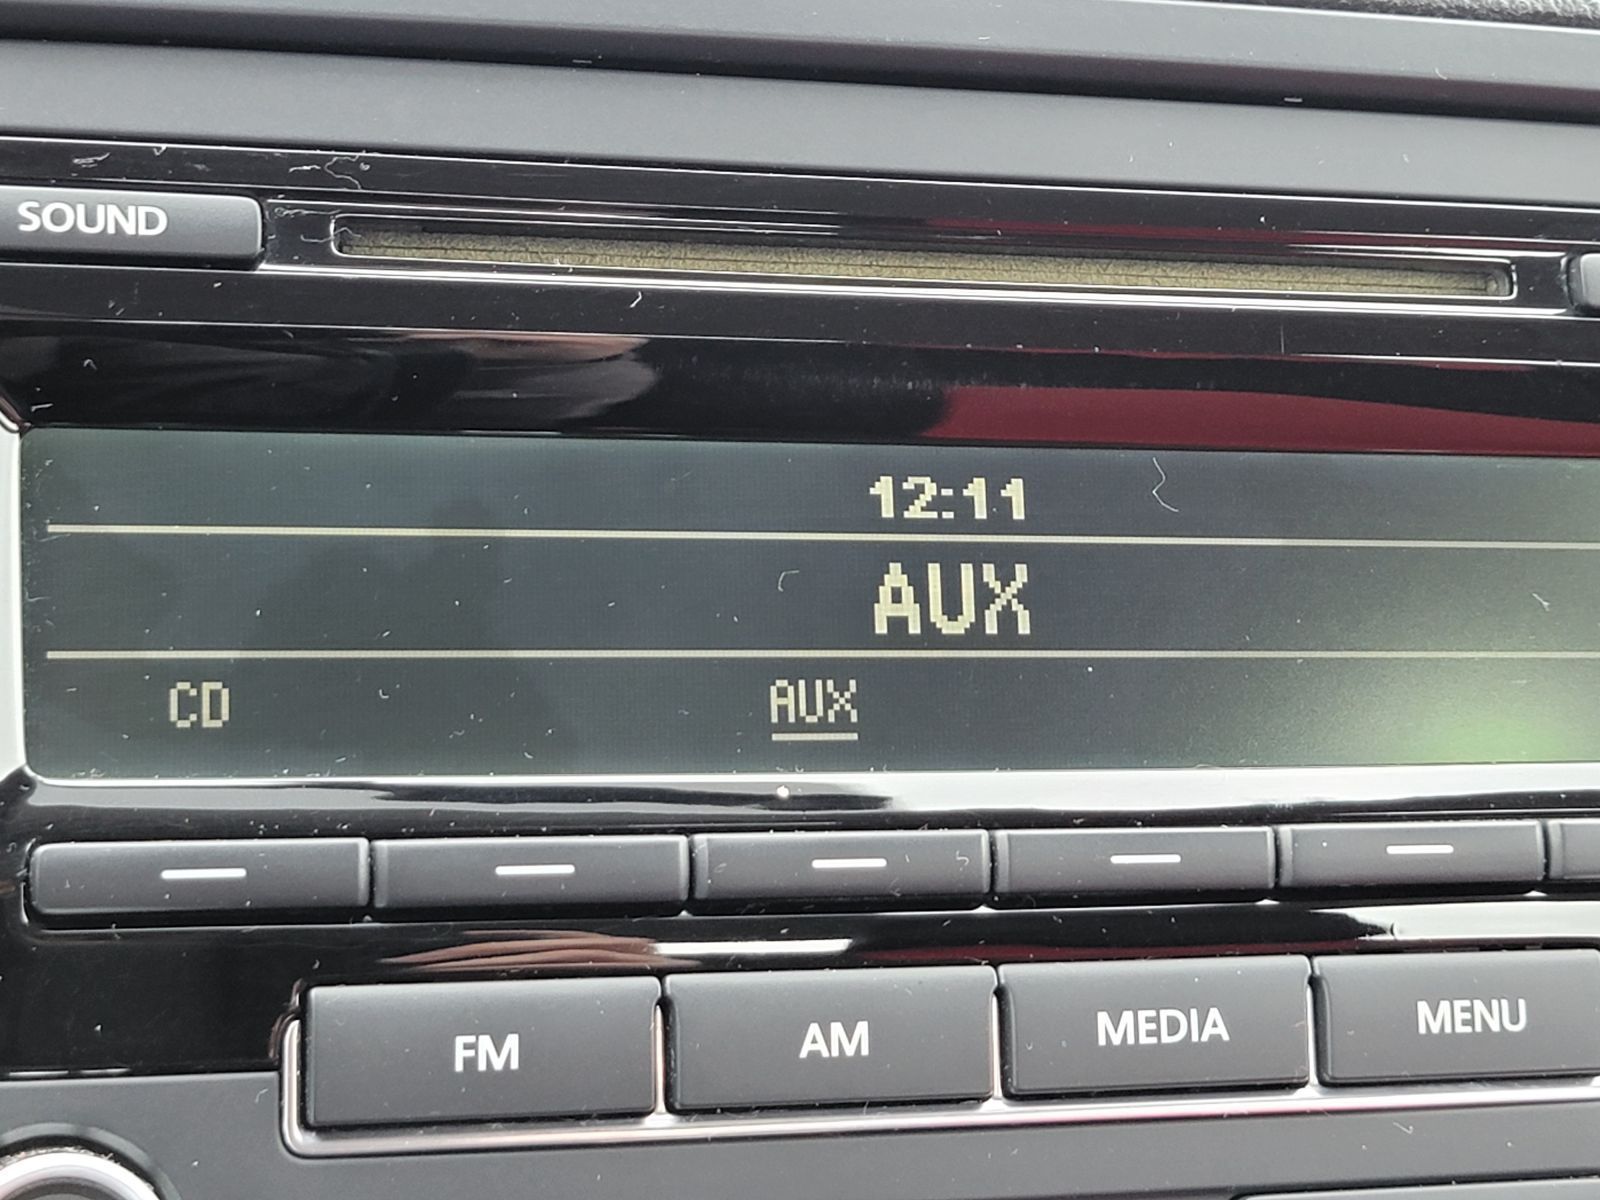 SOUND
12:11
AUX
CD AUX
FM AM MEDIA MENU